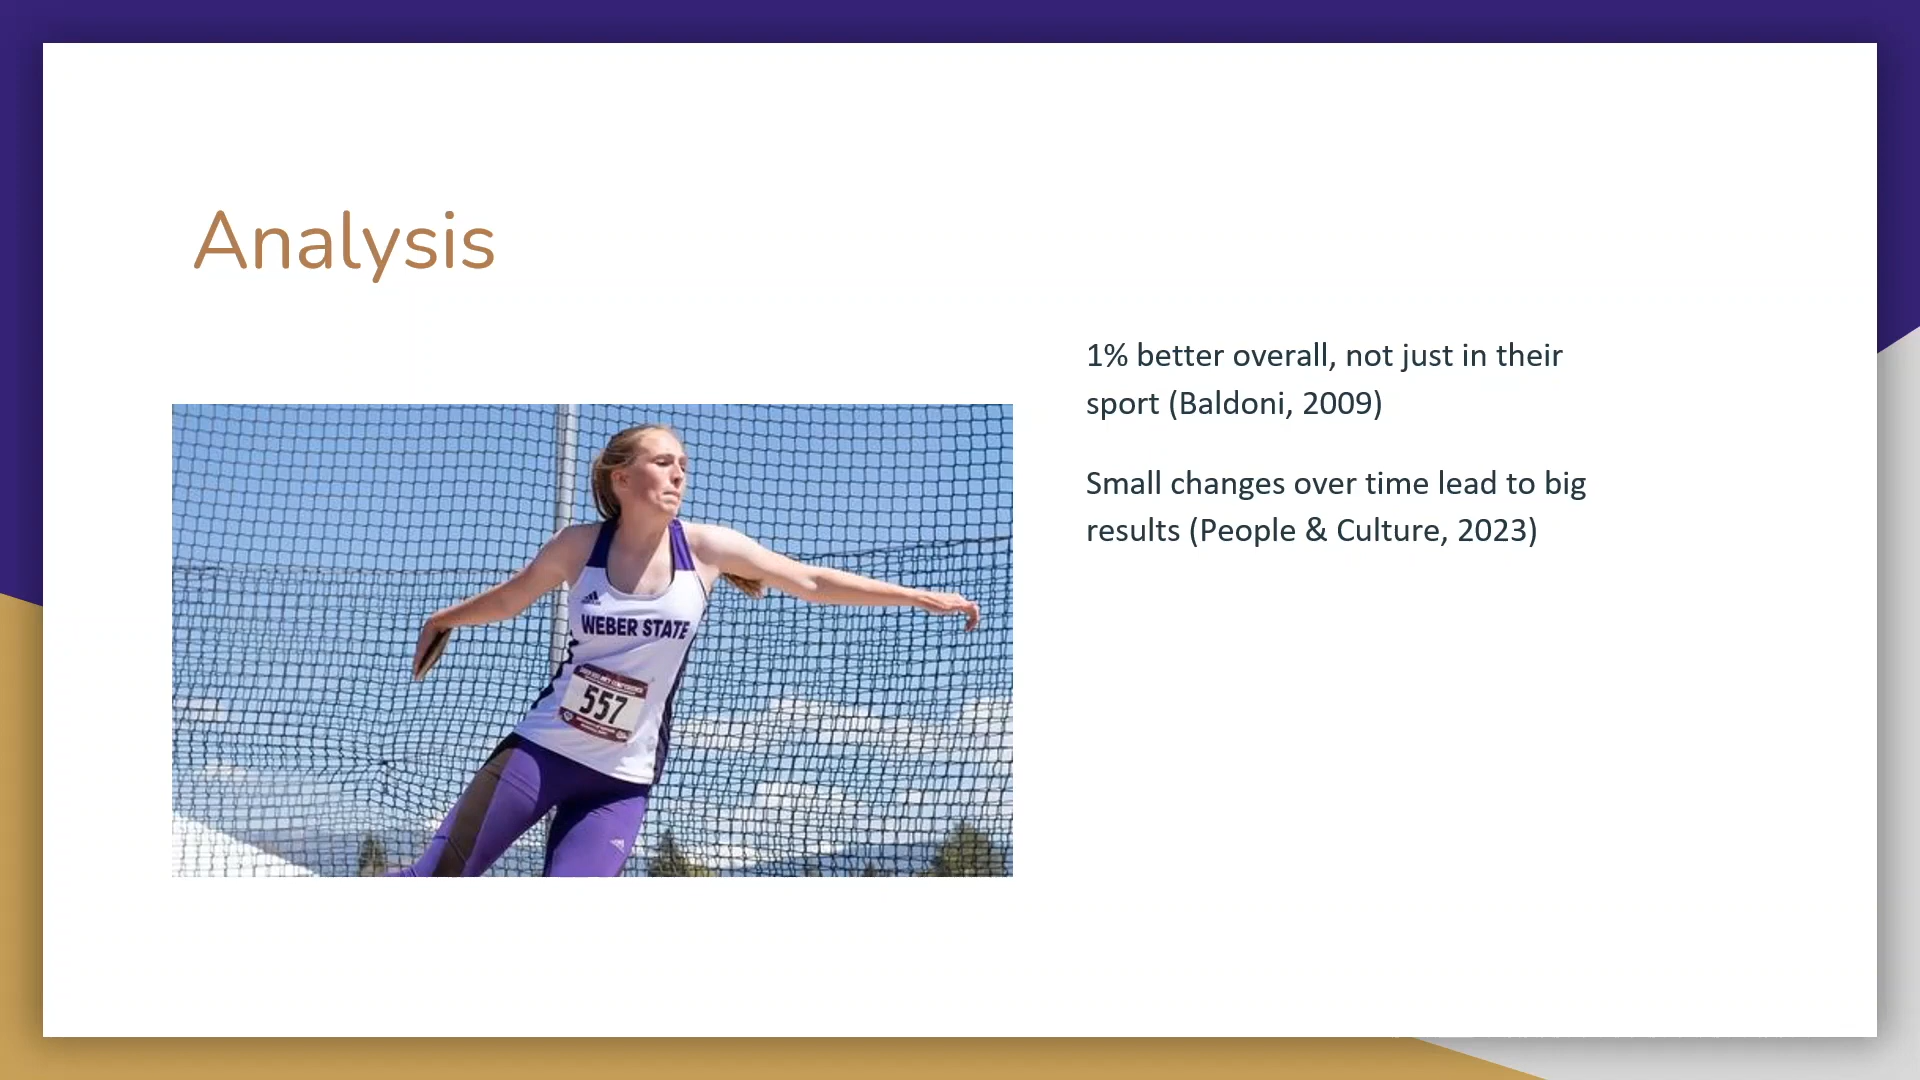 Analysis
1% better overall, not just in their
sport (Baldoni, 2009)
Small changes over time lead to big
results (People & Culture, 2023)
WEBER STATE
557